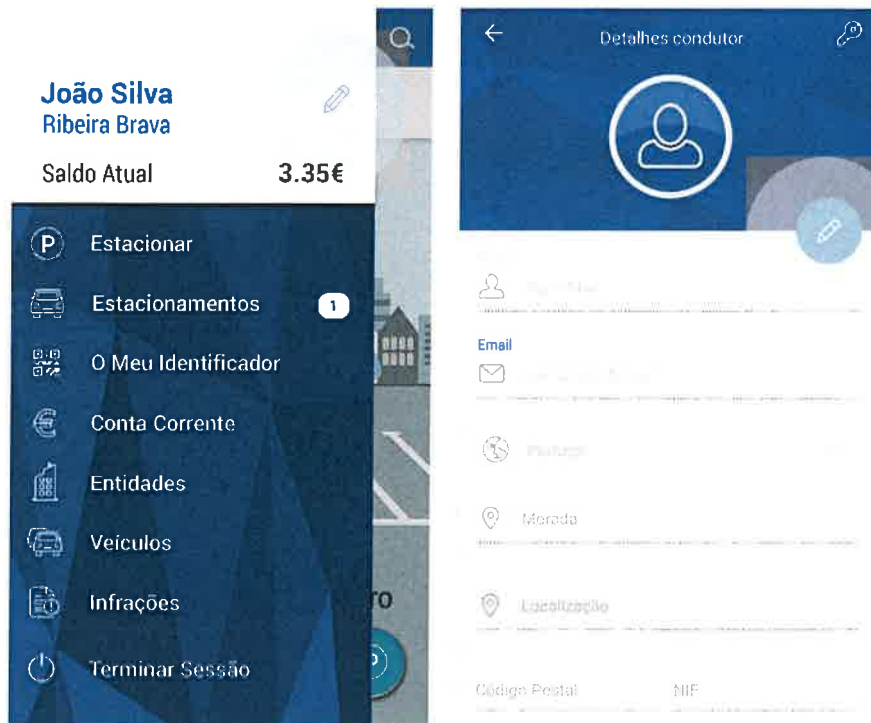 João Silva
Ribeira Brava
Saldo Atual 3.35€
P Estacionar
Estacionamentos 1
O Meu Identificador
Conta Corrente
Entidades
Veículos
Infrações
Terminar Sessão
RO
Detalhes condutor
Email
Portugal
Morada
Localização
Código Postal NIF